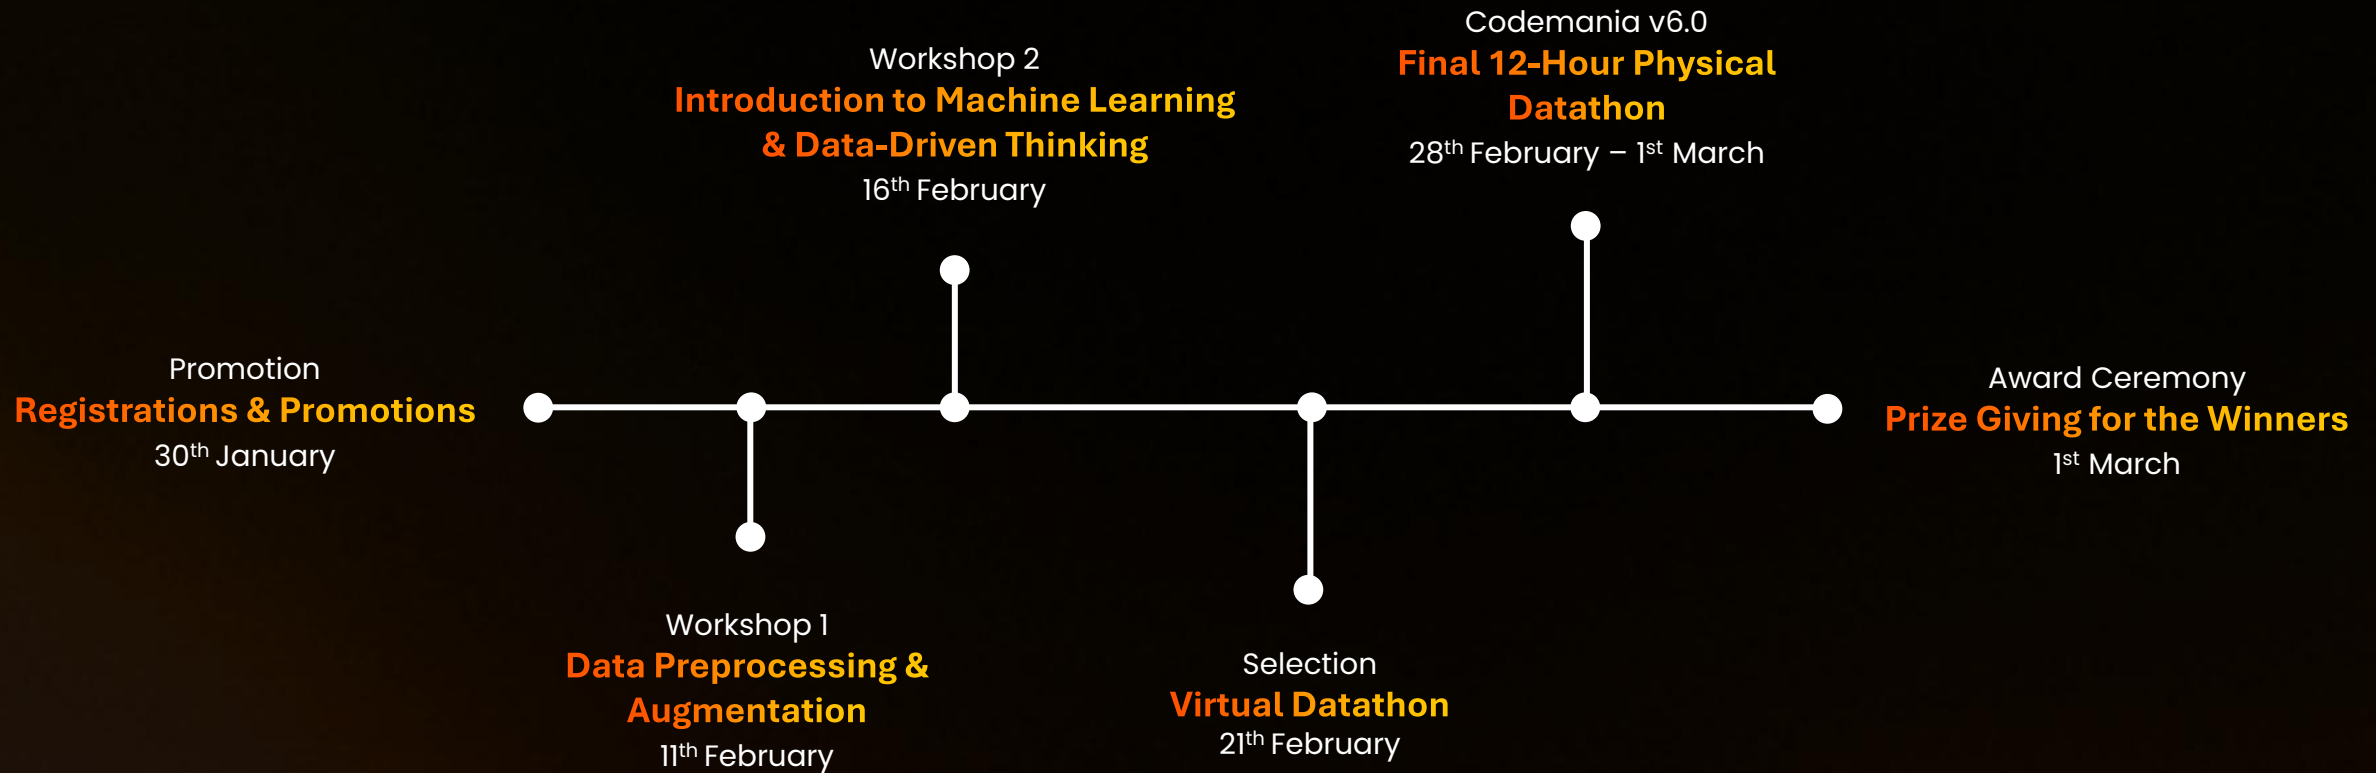 Promotion
Registrations & Promotions
30th January
Workshop 1
Data Preprocessing &
Augmentation
11th February
Workshop 2
Introduction to Machine Learning
& Data-Driven Thinking
16th February
Selection
Virtual Datathon
21th February
Codemania v6.0
Final 12-Hour Physical
Datathon
28th February – 1st March
Award Ceremony
Prize Giving for the Winners
1st March